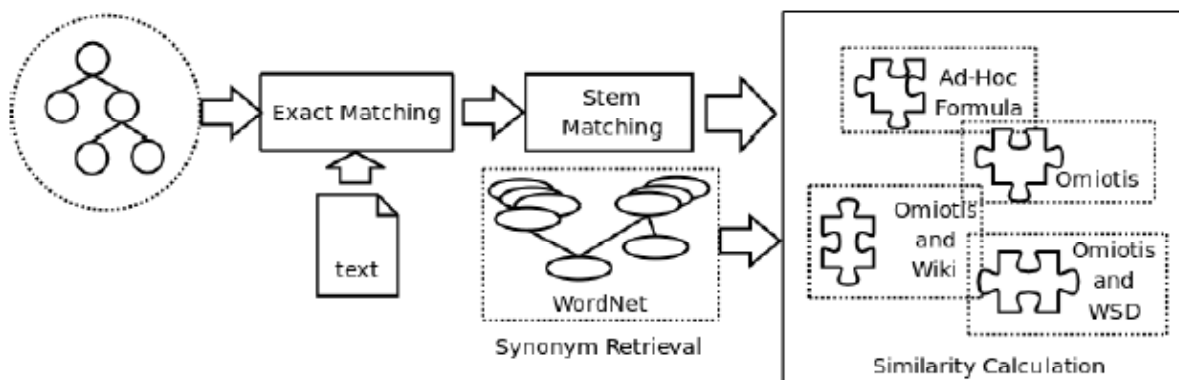 Exact Matching
text
Stem
Matching
WordNet
Synonym Retrieval
Ad-Hoc
Formula
Omiotis
Omiotis
and
Wiki
Omiotis
and
WSD
Similarity Calculation